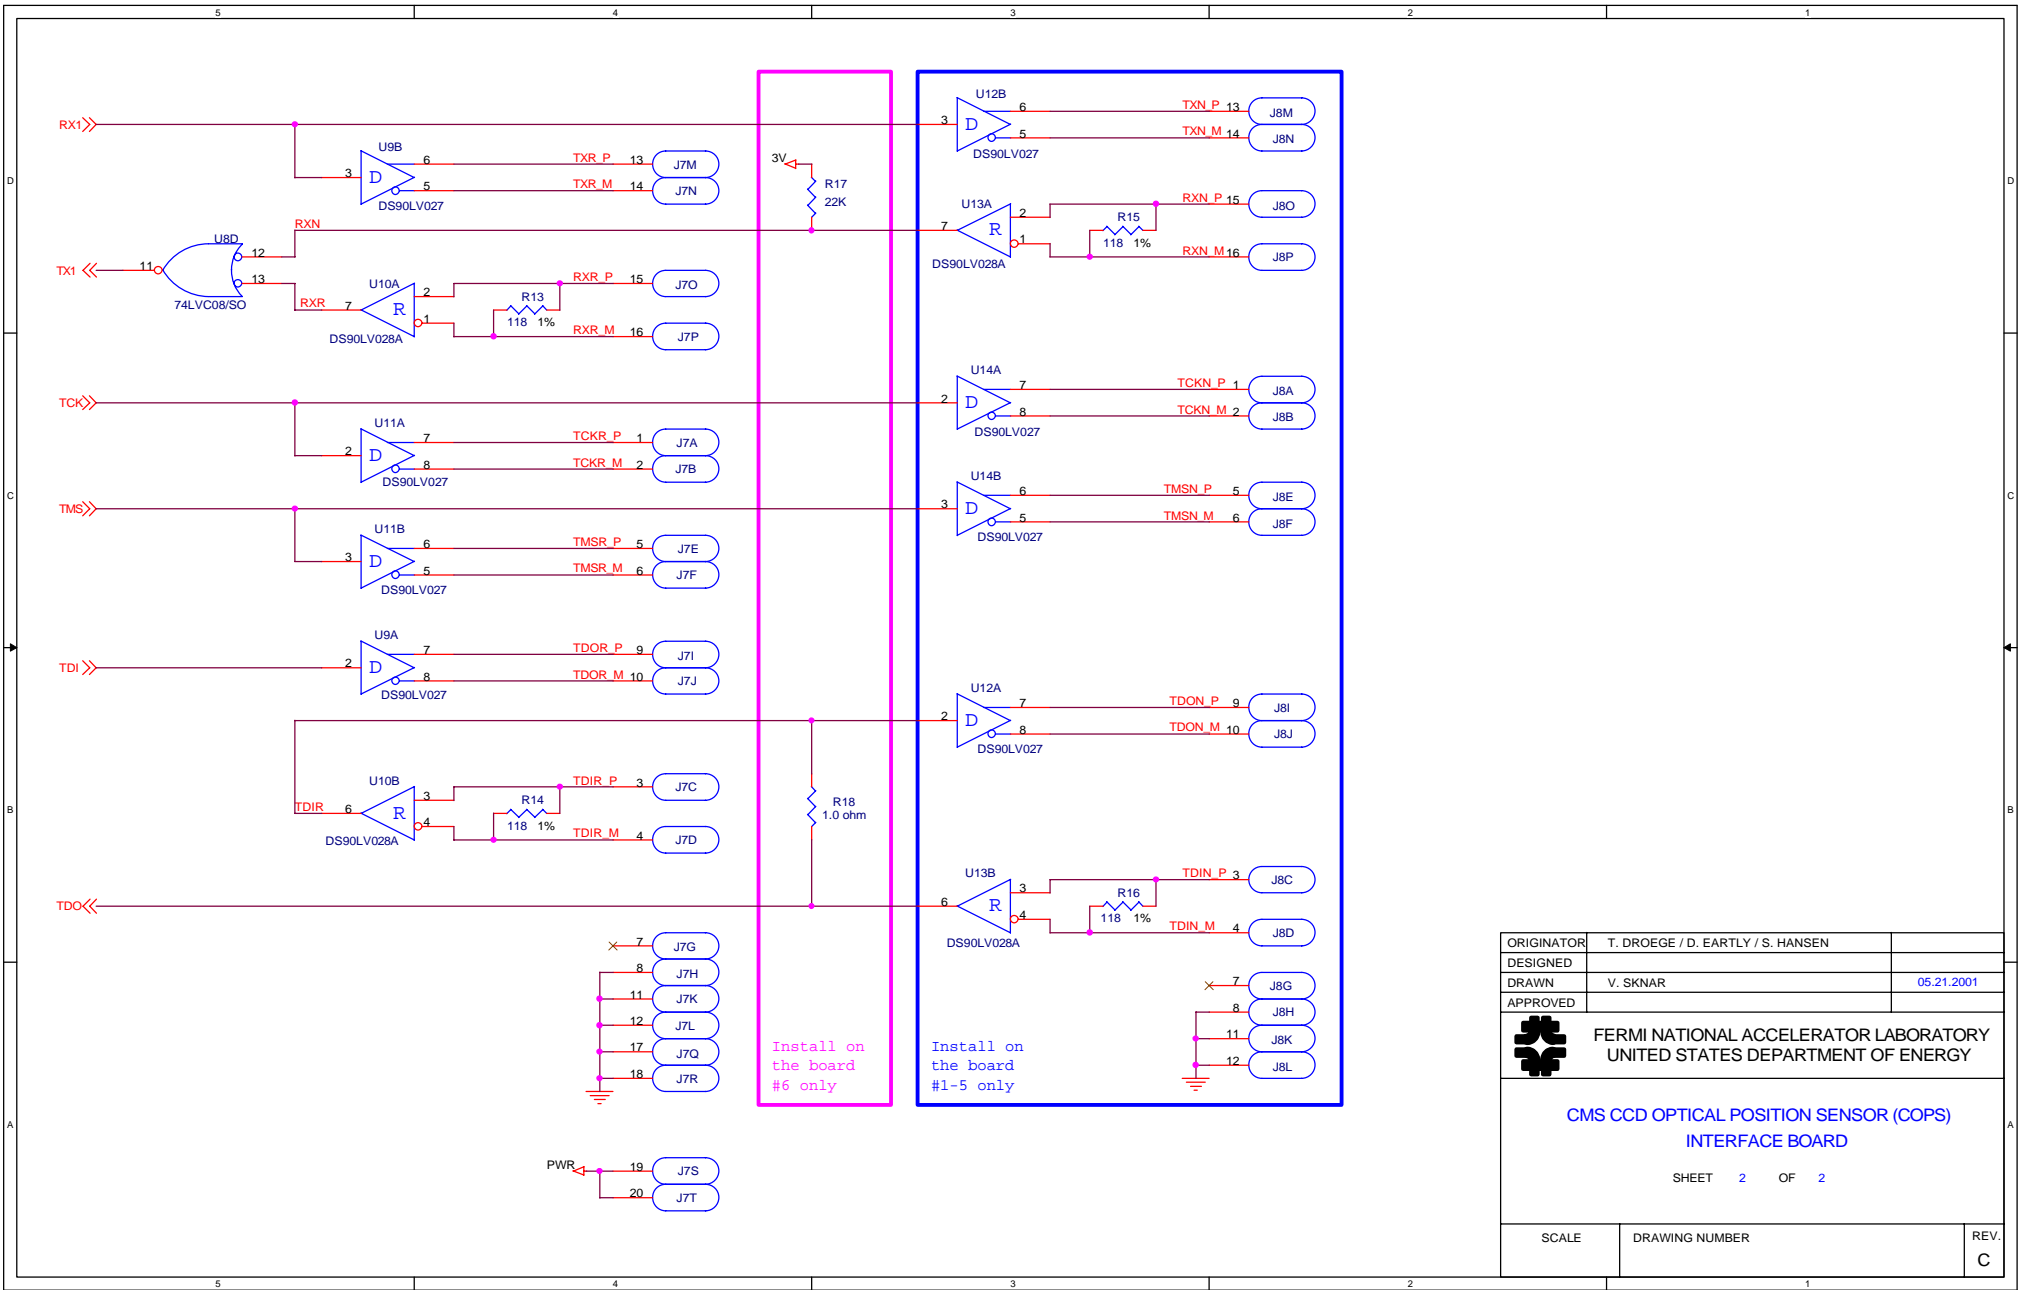 5 4 3 2 1
D
C
B
A
D
C
B
A
RX1
U9B
3 D 6 TXR_P 13 J7M
5 TXR_M 14 J7N
DS90LV027
RXN
U8D
TX1 11 12
13
74LVC08/SO
RXR 7 U10A R 2 RXR_P 15 J7O
1 R13
118 1%
RXR_M 16 J7P
DS90LV028A
TCK
U11A
2 D 7 TCKR_P 1 J7A
8 TCKR_M 2 J7B
DS90LV027
TMS
U11B
3 D 6 TMSR_P 5 J7E
5 TMSR_M 6 J7F
DS90LV027
U9A
TDI 2 D 7 TDOR_P 9 J7I
8 TDOR_M 10 J7J
DS90LV027
U10B
TDIR 6 R 3 TDIR_P 3 J7C
4 R14
118 1%
TDIR_M 4 J7D
DS90LV028A
TDO
7 J7G
8 J7H
11 J7K
12 J7L
17 J7Q
18 J7R
PWR 19 J7S
20 J7T
3V
R17
22K
R18
1.0 ohm
Install on
the board
#6 only
U12B
3 D 6 TXN_P 13 J8M
5 TXN_M 14 J8N
DS90LV027
U13A
7 R 2 RXN_P 15 J8O
1 R15
118 1%
RXN_M 16 J8P
DS90LV028A
U14A
2 D 7 TCKN_P 1 J8A
8 TCKN_M 2 J8B
DS90LV027
U14B
3 D 6 TMSN_P 5 J8E
5 TMSN_M 6 J8F
DS90LV027
U12A
2 D 7 TDON_P 9 J8I
8 TDON_M 10 J8J
DS90LV027
U13B
6 R 3 TDIN_P 3 J8C
4 R16
118 1%
TDIN_M 4 J8D
DS90LV028A
7 J8G
8 J8H
11 J8K
12 J8L
Install on
the board
#1-5 only
ORIGINATOR T. DROEGE / D. EARTLY / S. HANSEN
DESIGNED
DRAWN V. SKNAR 05.21.2001
APPROVED
FERMI NATIONAL ACCELERATOR LABORATORY
UNITED STATES DEPARTMENT OF ENERGY
CMS CCD OPTICAL POSITION SENSOR (COPS)
INTERFACE BOARD
SHEET 2 OF 2
SCALE DRAWING NUMBER REV.
C
5 4 3 2 1